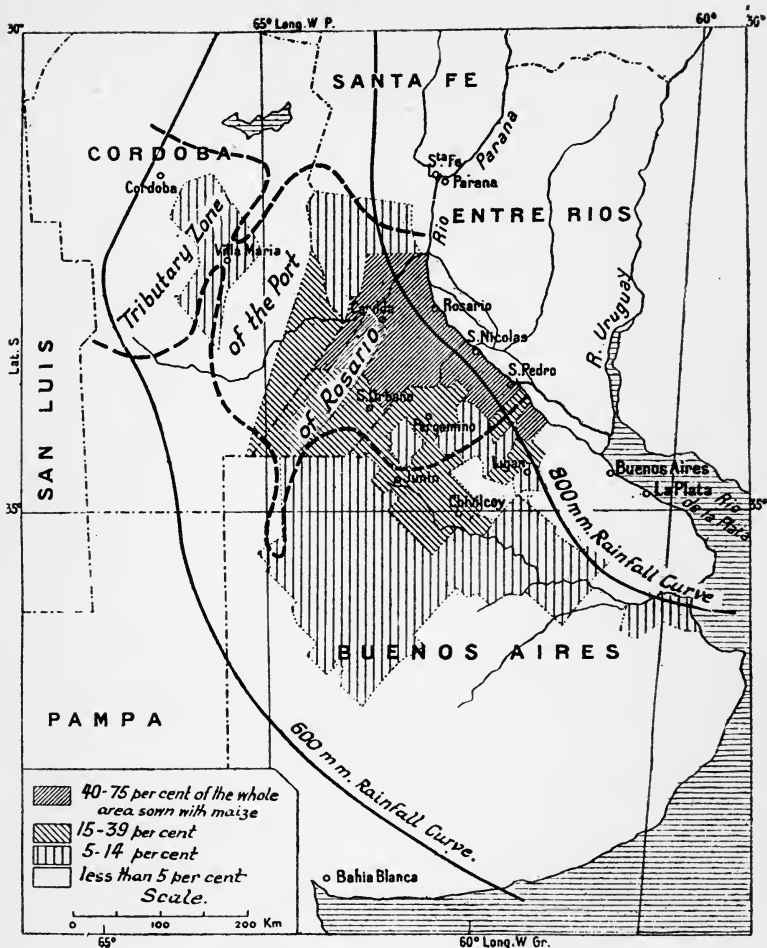 30°
65° Long. W P.
60°
30°
SANTA FE
CORDOBA
Cordoba
Sta Fe
Parana
Rio Parana
ENTRE RIOS
Tributary Zone
Villa Maria
of the Port
of Rosario
Rosario
S. Nicolas
R. Uruguay
Lat. S
S. Pedro
SAN LUIS
S. Urbano
Pergamino
Lujan
Buenos Aires
La Plata
Rio
de la Plata
Junin
Chivilcoy
35°
35°
800 mm. Rainfall Curve
BUENOS AIRES
PAMPA
600 mm. Rainfall Curve.
40-75 per cent of the whole
area sown with maize
15-39 per cent
5-14 per cent
less than 5 per cent
Scale.
0 100 200 Km
Bahia Blanca
65°
60° Long. W Gr.